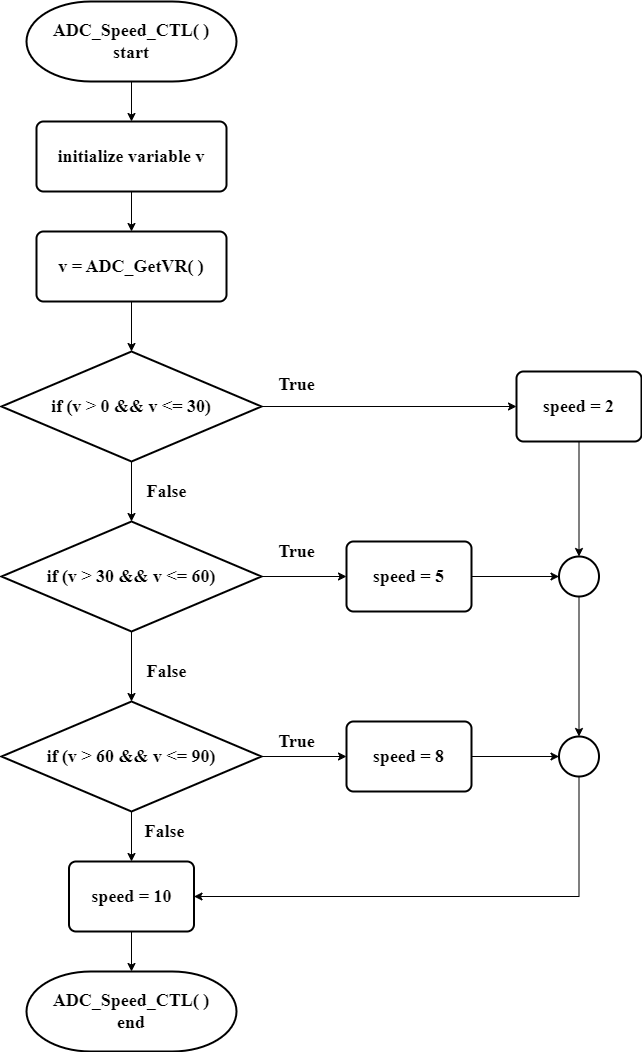 ADC_Speed_CTL( )
start
initialize variable v
v = ADC_GetVR( )
if (v > 0 && v <= 30)
True
speed = 2
False
if (v > 30 && v <= 60)
True
speed = 5
False
if (v > 60 && v <= 90)
True
speed = 8
False
speed = 10
ADC_Speed_CTL( )
end